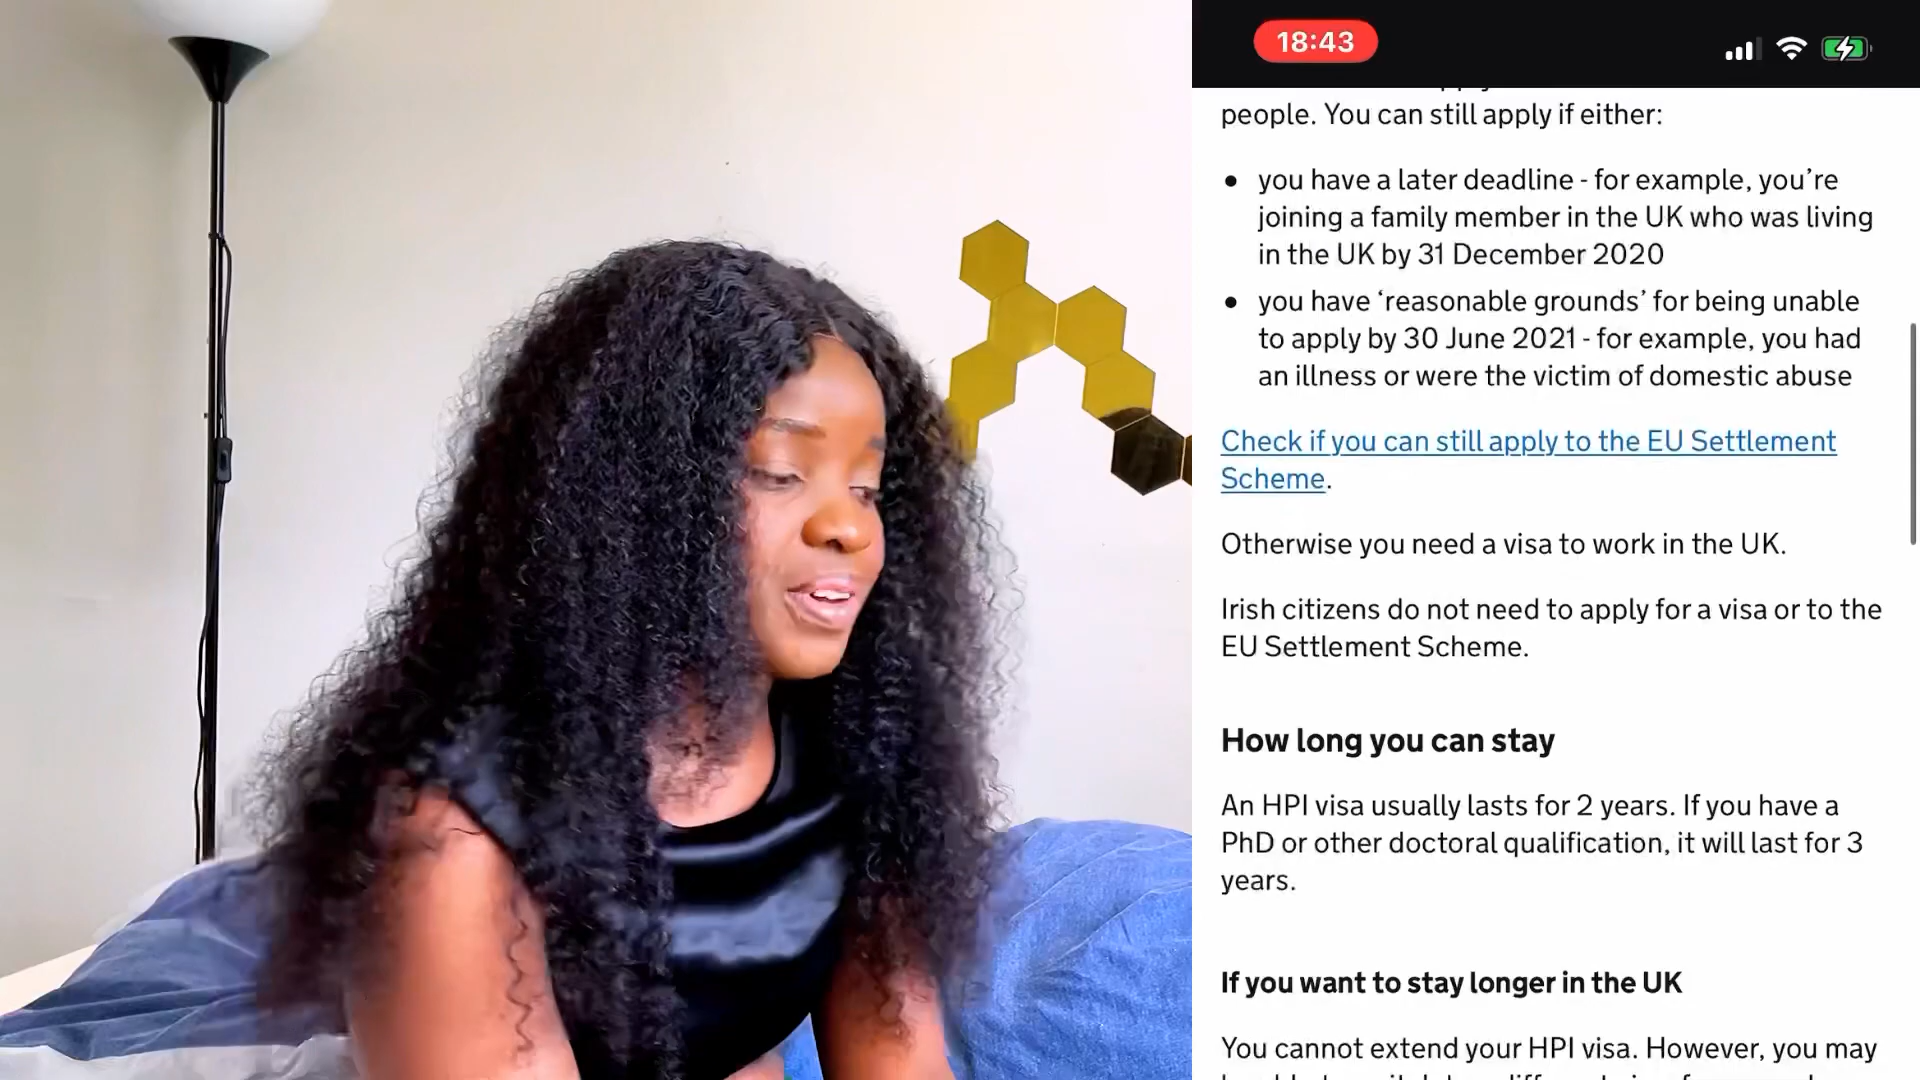 18:43
people. You can still apply if either:
• you have a later deadline - for example, you’re
joining a family member in the UK who was living
in the UK by 31 December 2020
• you have ‘reasonable grounds’ for being unable
to apply by 30 June 2021 - for example, you had
an illness or were the victim of domestic abuse
Check if you can still apply to the EU Settlement
Scheme.
Otherwise you need a visa to work in the UK.
Irish citizens do not need to apply for a visa or to the
EU Settlement Scheme.
How long you can stay
An HPI visa usually lasts for 2 years. If you have a
PhD or other doctoral qualification, it will last for 3
years.
If you want to stay longer in the UK
You cannot extend your HPI visa. However, you may